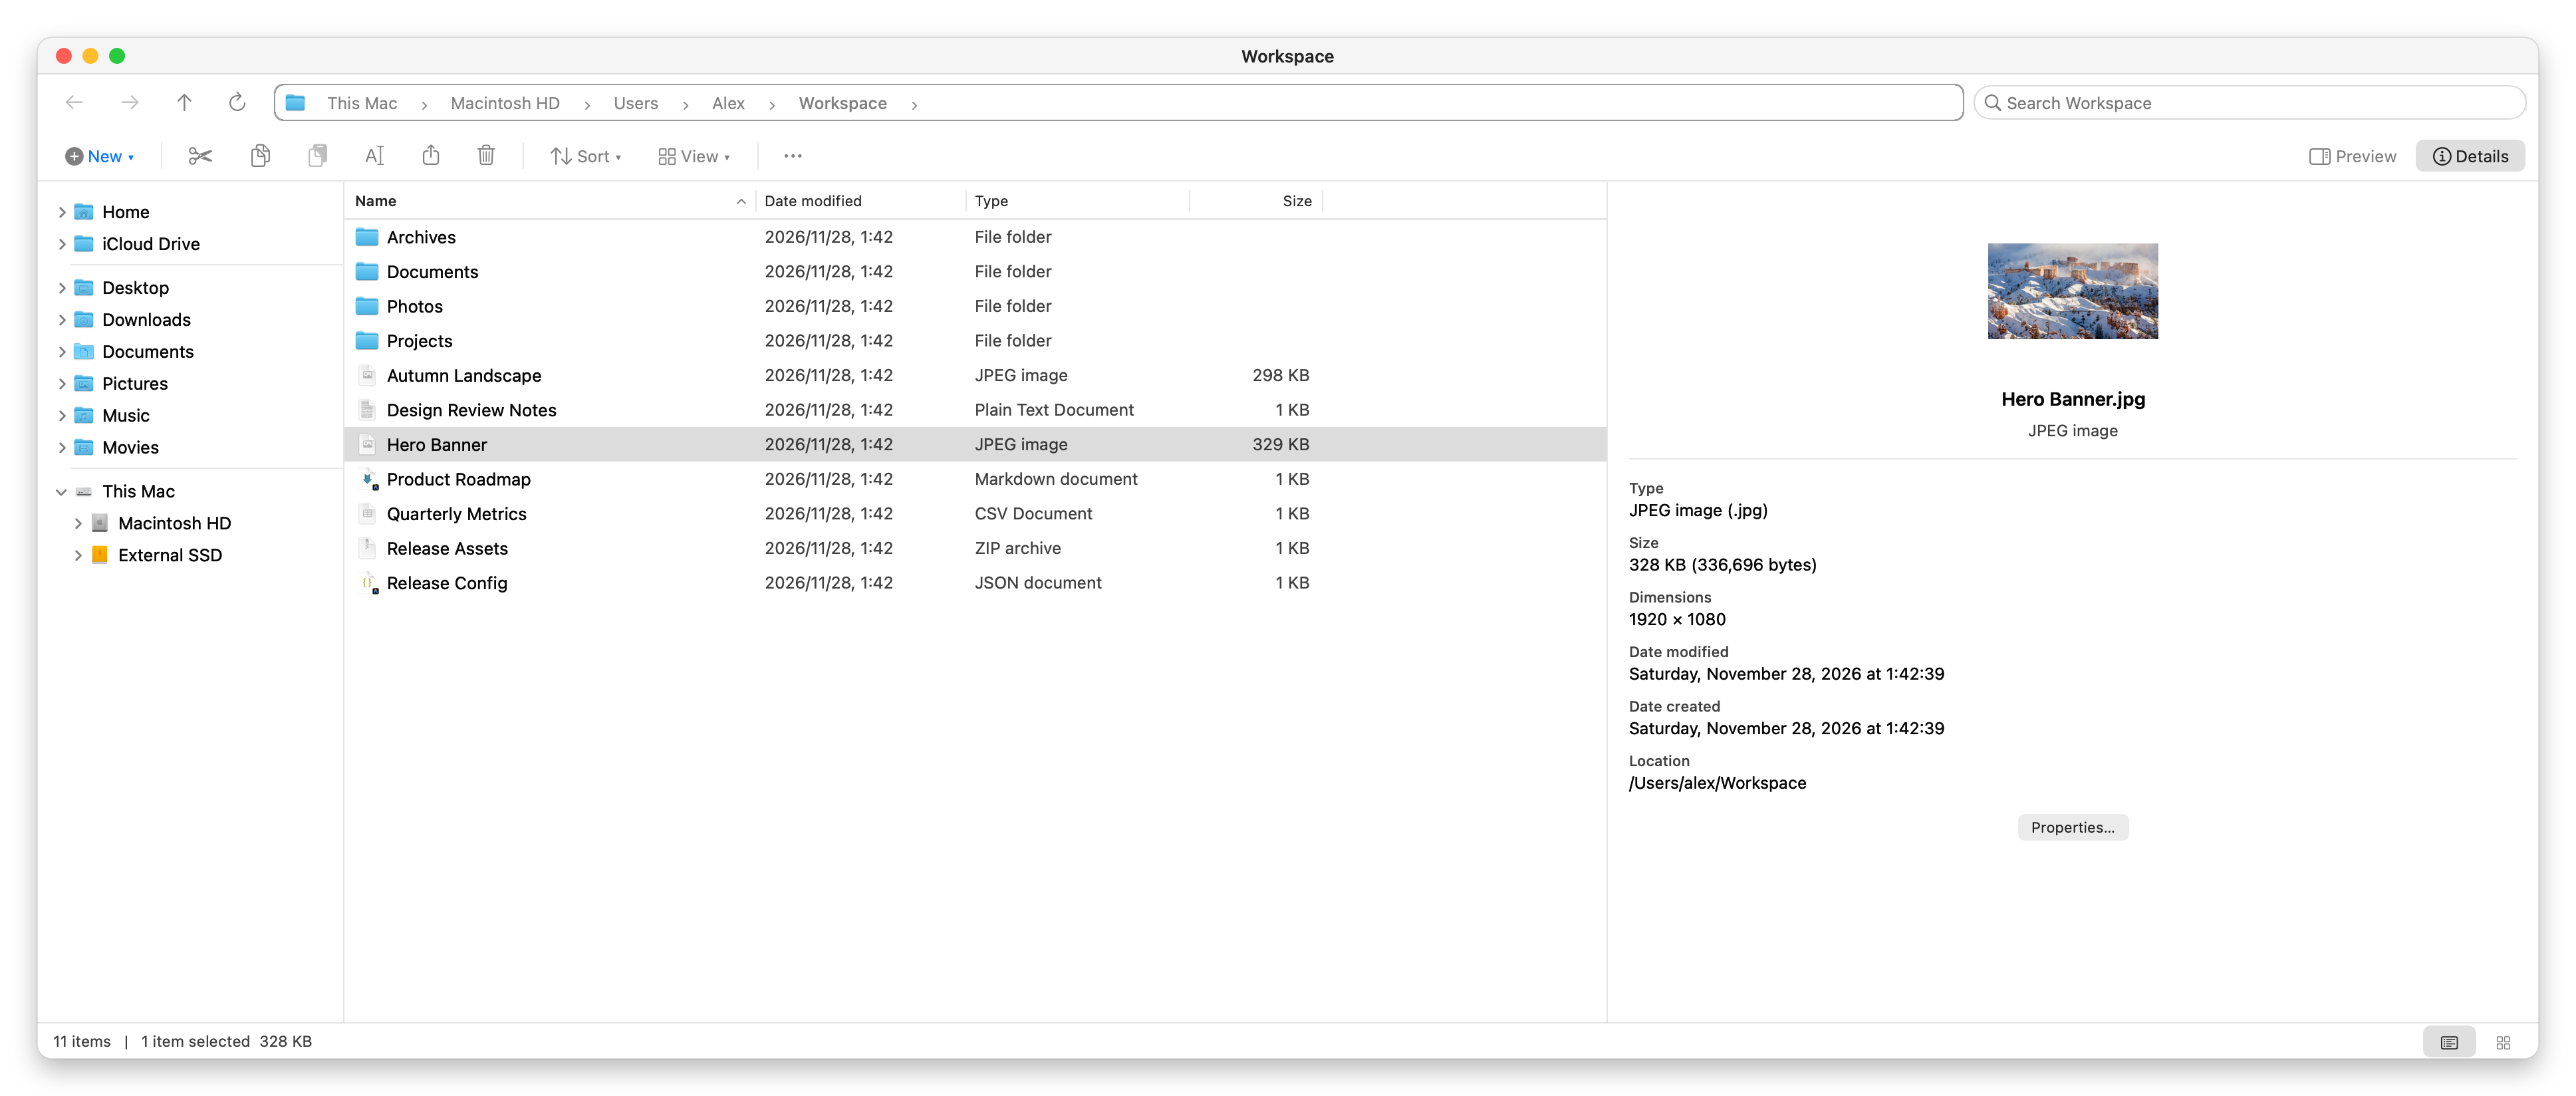 Workspace
This Mac › Macintosh HD › Users › Alex › Workspace ›
Search Workspace
New
Sort
View
Preview
Details
Home
iCloud Drive
Desktop
Downloads
Documents
Pictures
Music
Movies
This Mac
Macintosh HD
External SSD
Name Date modified Type Size
Archives 2026/11/28, 1:42 File folder
Documents 2026/11/28, 1:42 File folder
Photos 2026/11/28, 1:42 File folder
Projects 2026/11/28, 1:42 File folder
Autumn Landscape 2026/11/28, 1:42 JPEG image 298 KB
Design Review Notes 2026/11/28, 1:42 Plain Text Document 1 KB
Hero Banner 2026/11/28, 1:42 JPEG image 329 KB
Product Roadmap 2026/11/28, 1:42 Markdown document 1 KB
Quarterly Metrics 2026/11/28, 1:42 CSV Document 1 KB
Release Assets 2026/11/28, 1:42 ZIP archive 1 KB
Release Config 2026/11/28, 1:42 JSON document 1 KB
Hero Banner.jpg
JPEG image
Type
JPEG image (.jpg)
Size
328 KB (336,696 bytes)
Dimensions
1920 × 1080
Date modified
Saturday, November 28, 2026 at 1:42:39
Date created
Saturday, November 28, 2026 at 1:42:39
Location
/Users/alex/Workspace
Properties...
11 items | 1 item selected 328 KB